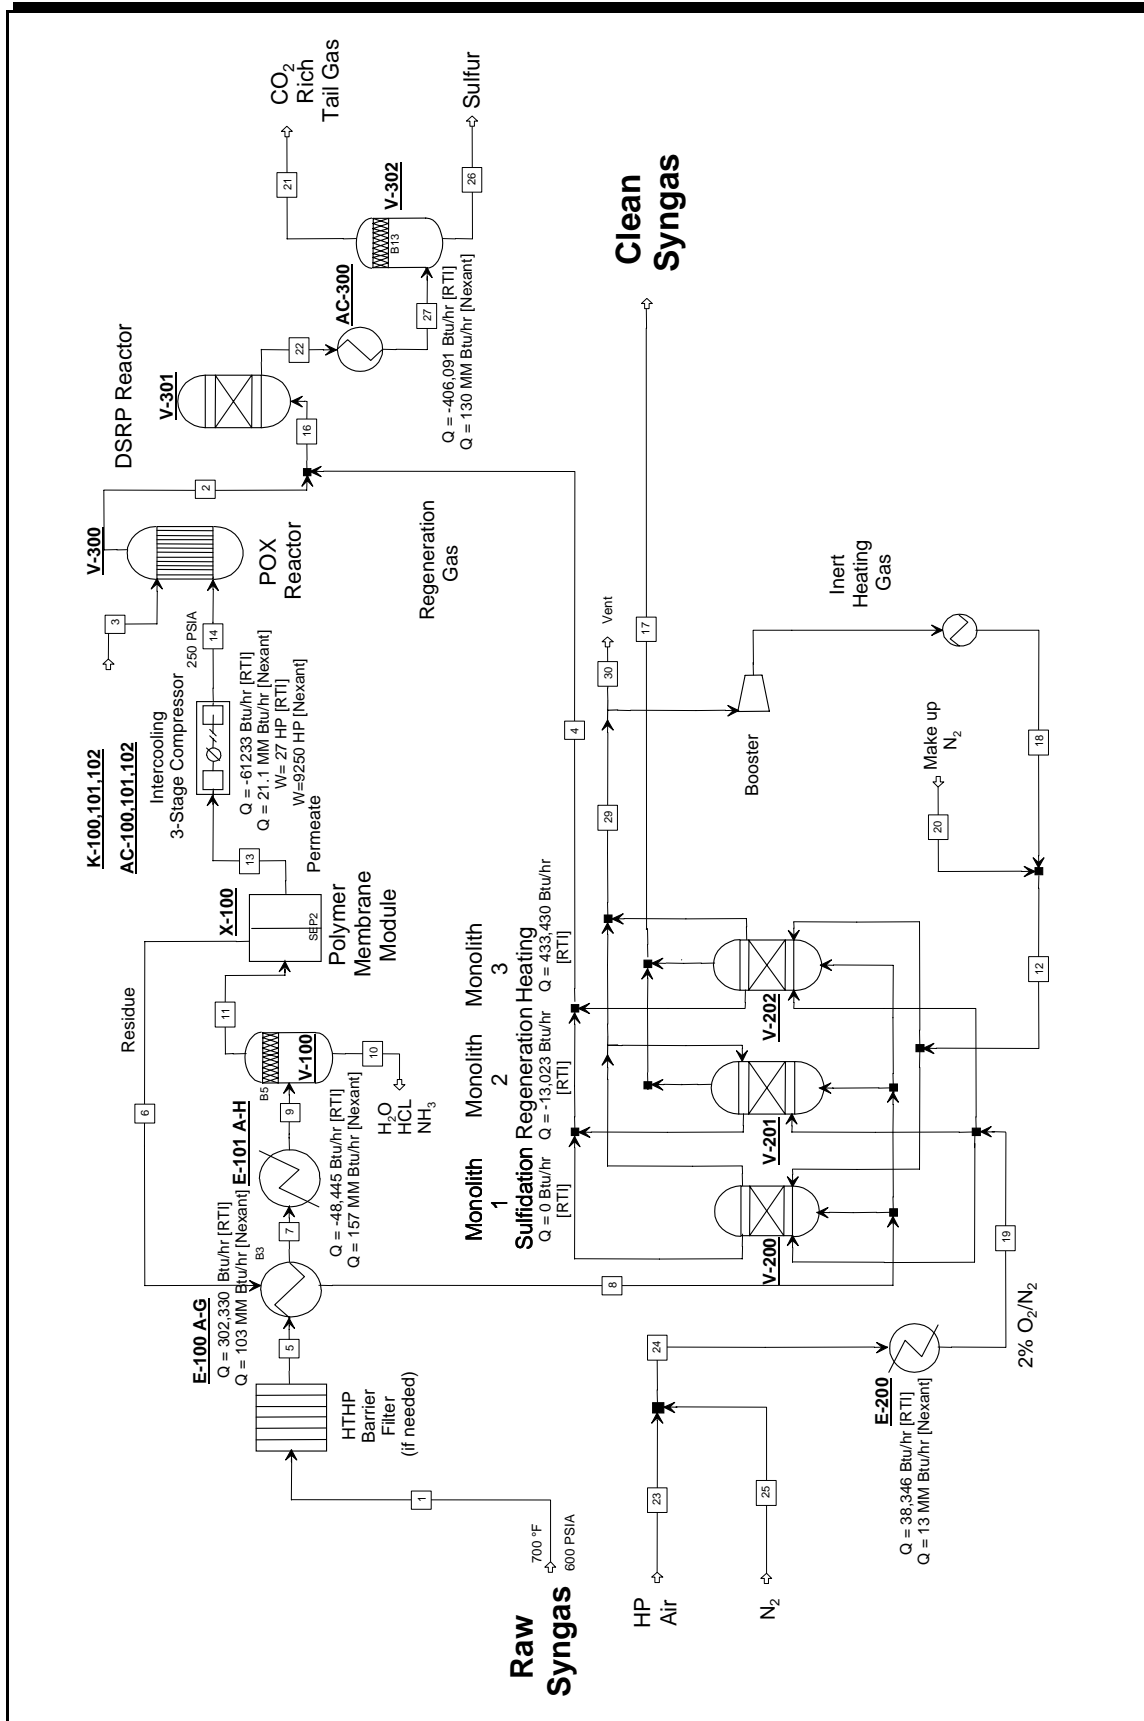 Raw
Syngas
700 °F
600 PSIA
1
HTHP
Barrier
Filter
(if needed)
5
E-100 A-G
Q = 302,330 Btu/hr [RTI]
Q = 103 MM Btu/hr [Nexant]
B3
7
E-101 A-H
Q = -48,445 Btu/hr [RTI]
Q = 157 MM Btu/hr [Nexant]
9
B5
V-100
10
H2O
HCL
NH3
11
6
Residue
X-100
SEP2
Polymer
Membrane
Module
13
Permeate
K-100,101,102
AC-100,101,102
Intercooling
3-Stage Compressor
Q = -61233 Btu/hr [RTI]
Q = 21.1 MM Btu/hr [Nexant]
W= 27 HP [RTI]
W=9250 HP [Nexant]
14
250 PSIA
3
V-300
POX
Reactor
2
DSRP Reactor
V-301
16
22
AC-300
Q = -406,091 Btu/hr [RTI]
Q = 130 MM Btu/hr [Nexant]
27
V-302
B13
21
CO2
Rich
Tail Gas
26
Sulfur
Regeneration
Gas
4
8
Monolith
1
Sulfidation
Q = 0 Btu/hr
[RTI]
Monolith
2
Regeneration
Q = -13,023 Btu/hr
[RTI]
Monolith
3
Heating
Q = 433,430 Btu/hr
[RTI]
V-200
V-201
V-202
29
30
Vent
17
Clean
Syngas
Booster
Inert
Heating
Gas
18
Make up
N2
20
12
HP
Air
23
N2
25
24
E-200
Q = 38,346 Btu/hr [RTI]
Q = 13 MM Btu/hr [Nexant]
19
2% O2/N2